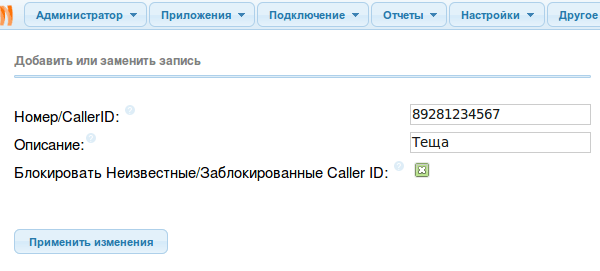 Администратор Приложения Подключение Отчеты Настройки Другое
Добавить или заменить запись
Номер/CallerID: ? 89281234567
Описание: ? Теща
Блокировать Неизвестные/Заблокированные Caller ID: ?
Применить изменения